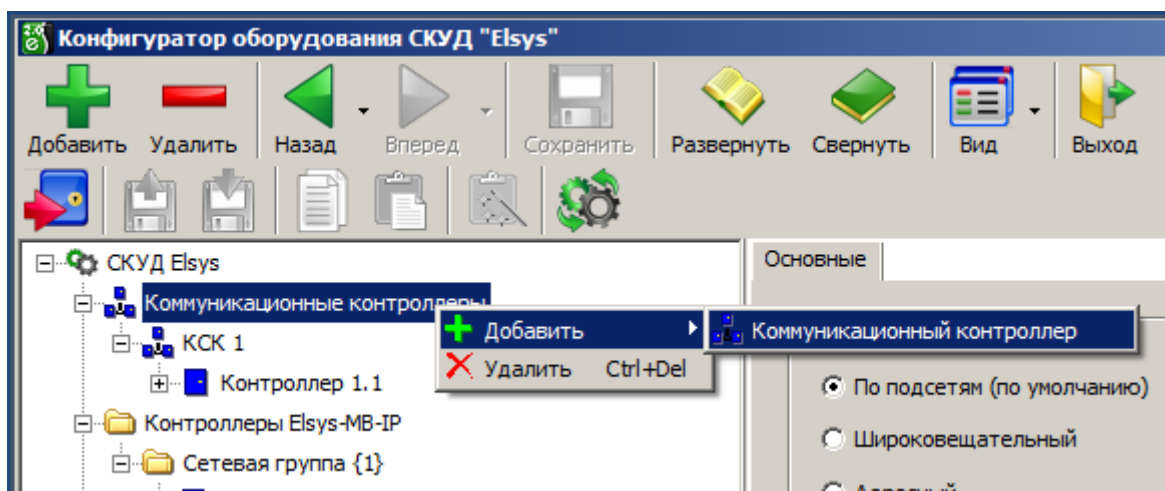 Конфигуратор оборудования СКУД "Elsys"
Добавить Удалить Назад Вперед Сохранить Развернуть Свернуть Вид Выход
СКУД Elsys
Основные
Коммуникационные контроллеры
Добавить
Коммуникационный контроллер
КСК 1
Удалить Ctrl+Del
Контроллер 1.1
По подсетям (по умолчанию)
Контроллеры Elsys-MB-IP
Широковещательный
Сетевая группа {1}